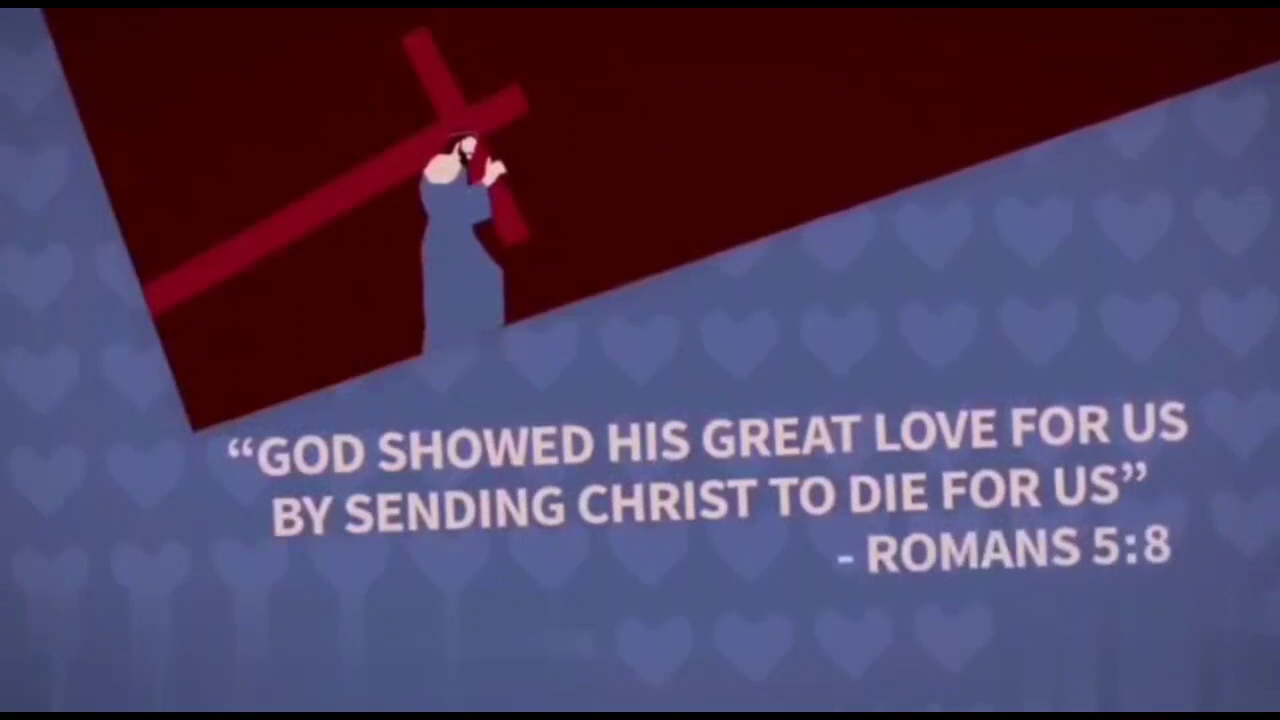 “GOD SHOWED HIS GREAT LOVE FOR US
BY SENDING CHRIST TO DIE FOR US”
- ROMANS 5:8